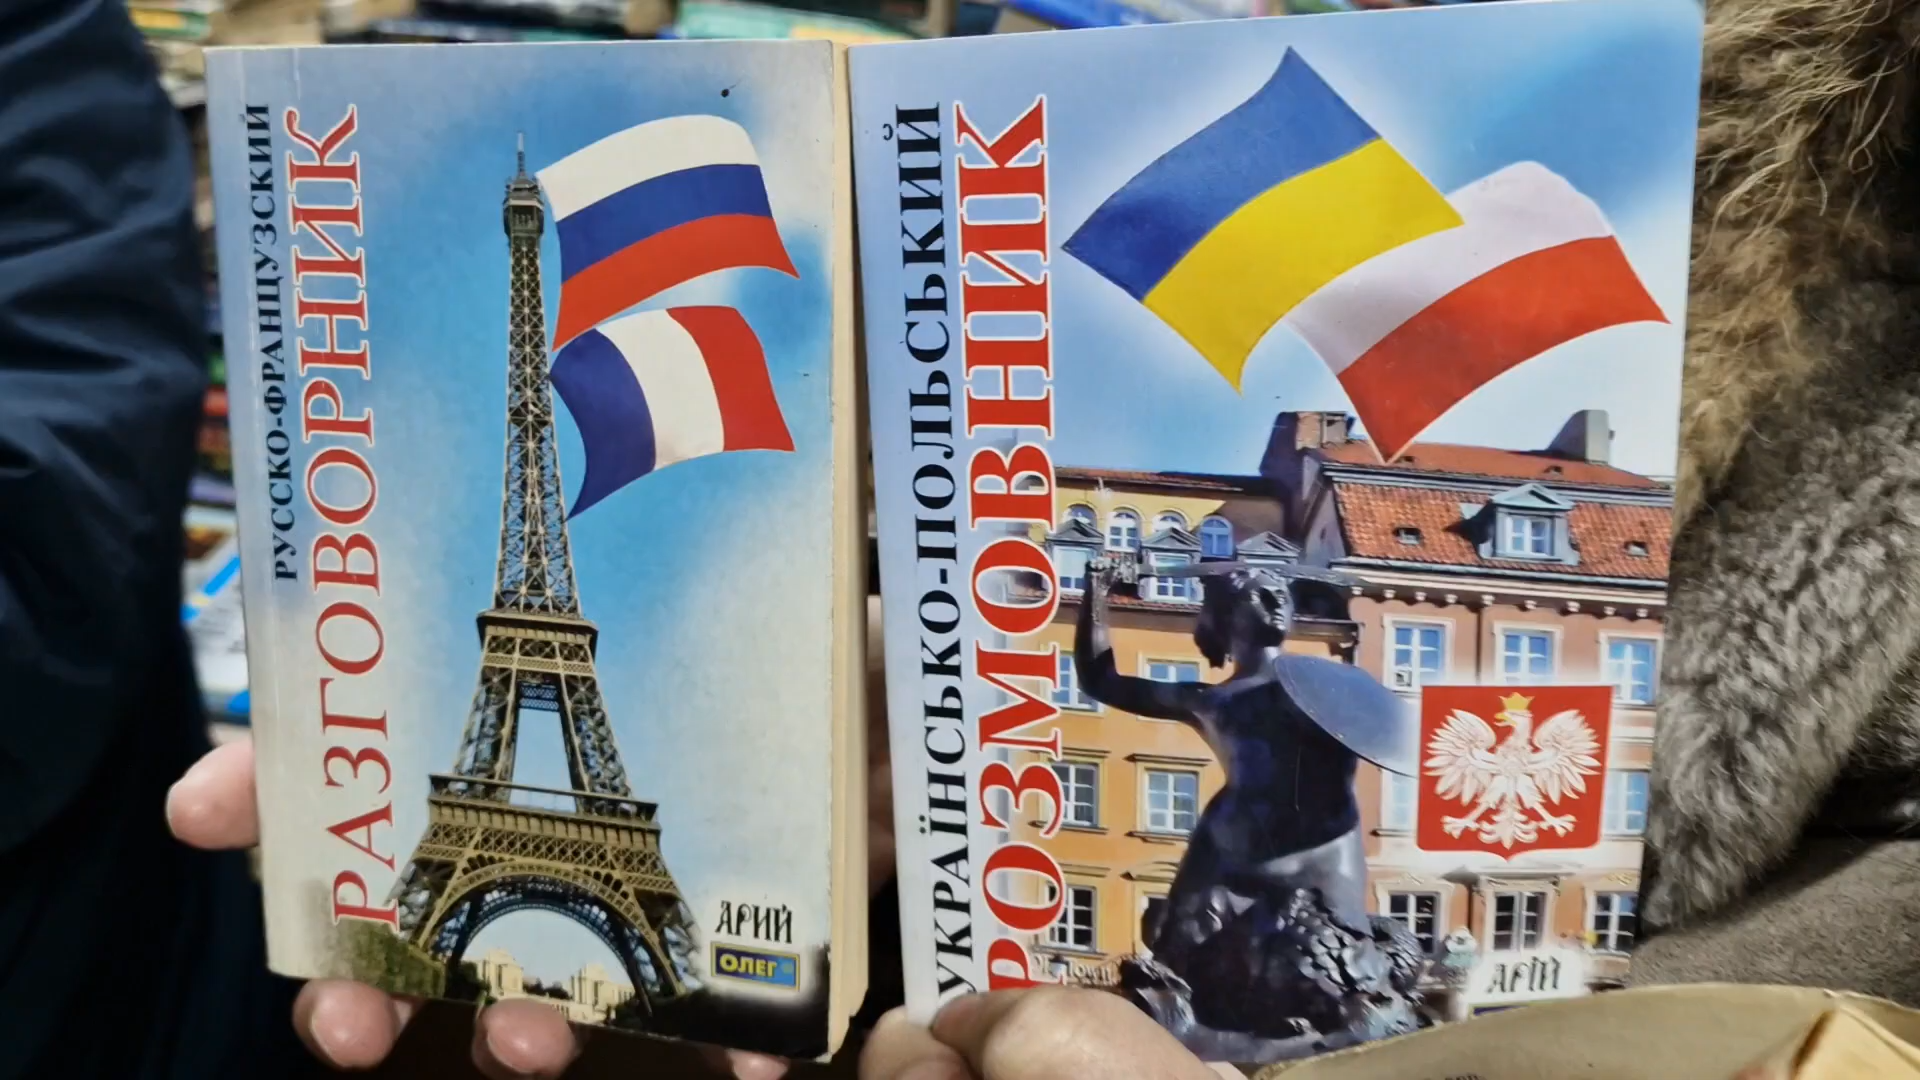 РУССКО-ФРАНЦУЗСКИЙ
РАЗГОВОРНИК
АРИЙ
ОЛЕГ
УКРАЇНСЬКО-ПОЛЬСЬКИЙ
РОЗМОВНИК
АРІЙ